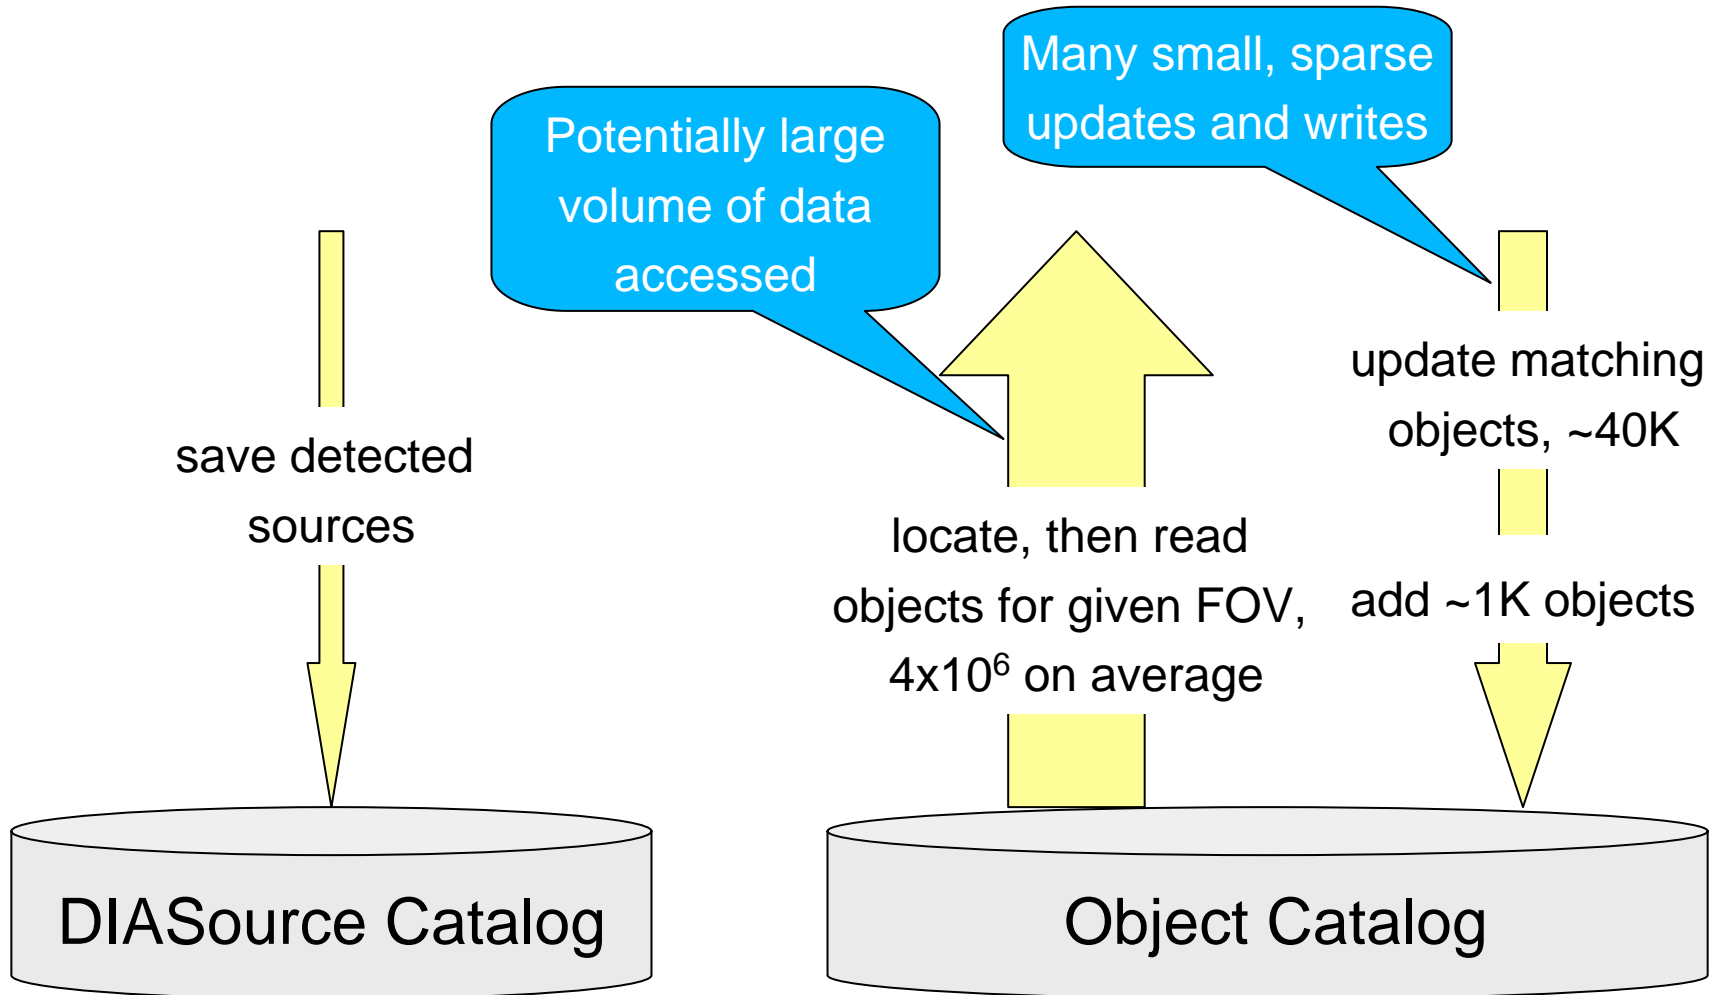 Many small, sparse
updates and writes
Potentially large
volume of data
accessed
update matching
objects, ~40K
save detected
sources
locate, then read
objects for given FOV,
4x10⁶ on average
add ~1K objects
DIASource Catalog
Object Catalog